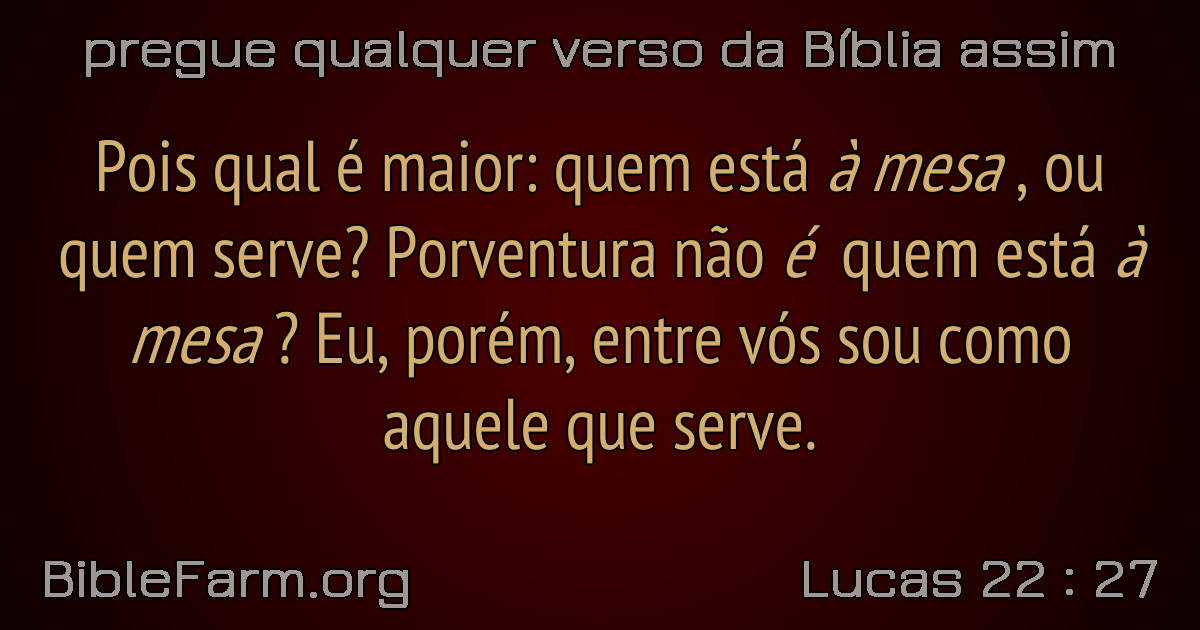 pregue qualquer verso da Bíblia assim
Pois qual é maior: quem está à mesa , ou
quem serve? Porventura não é quem está à
mesa ? Eu, porém, entre vós sou como
aquele que serve.
BibleFarm.org
Lucas 22 : 27